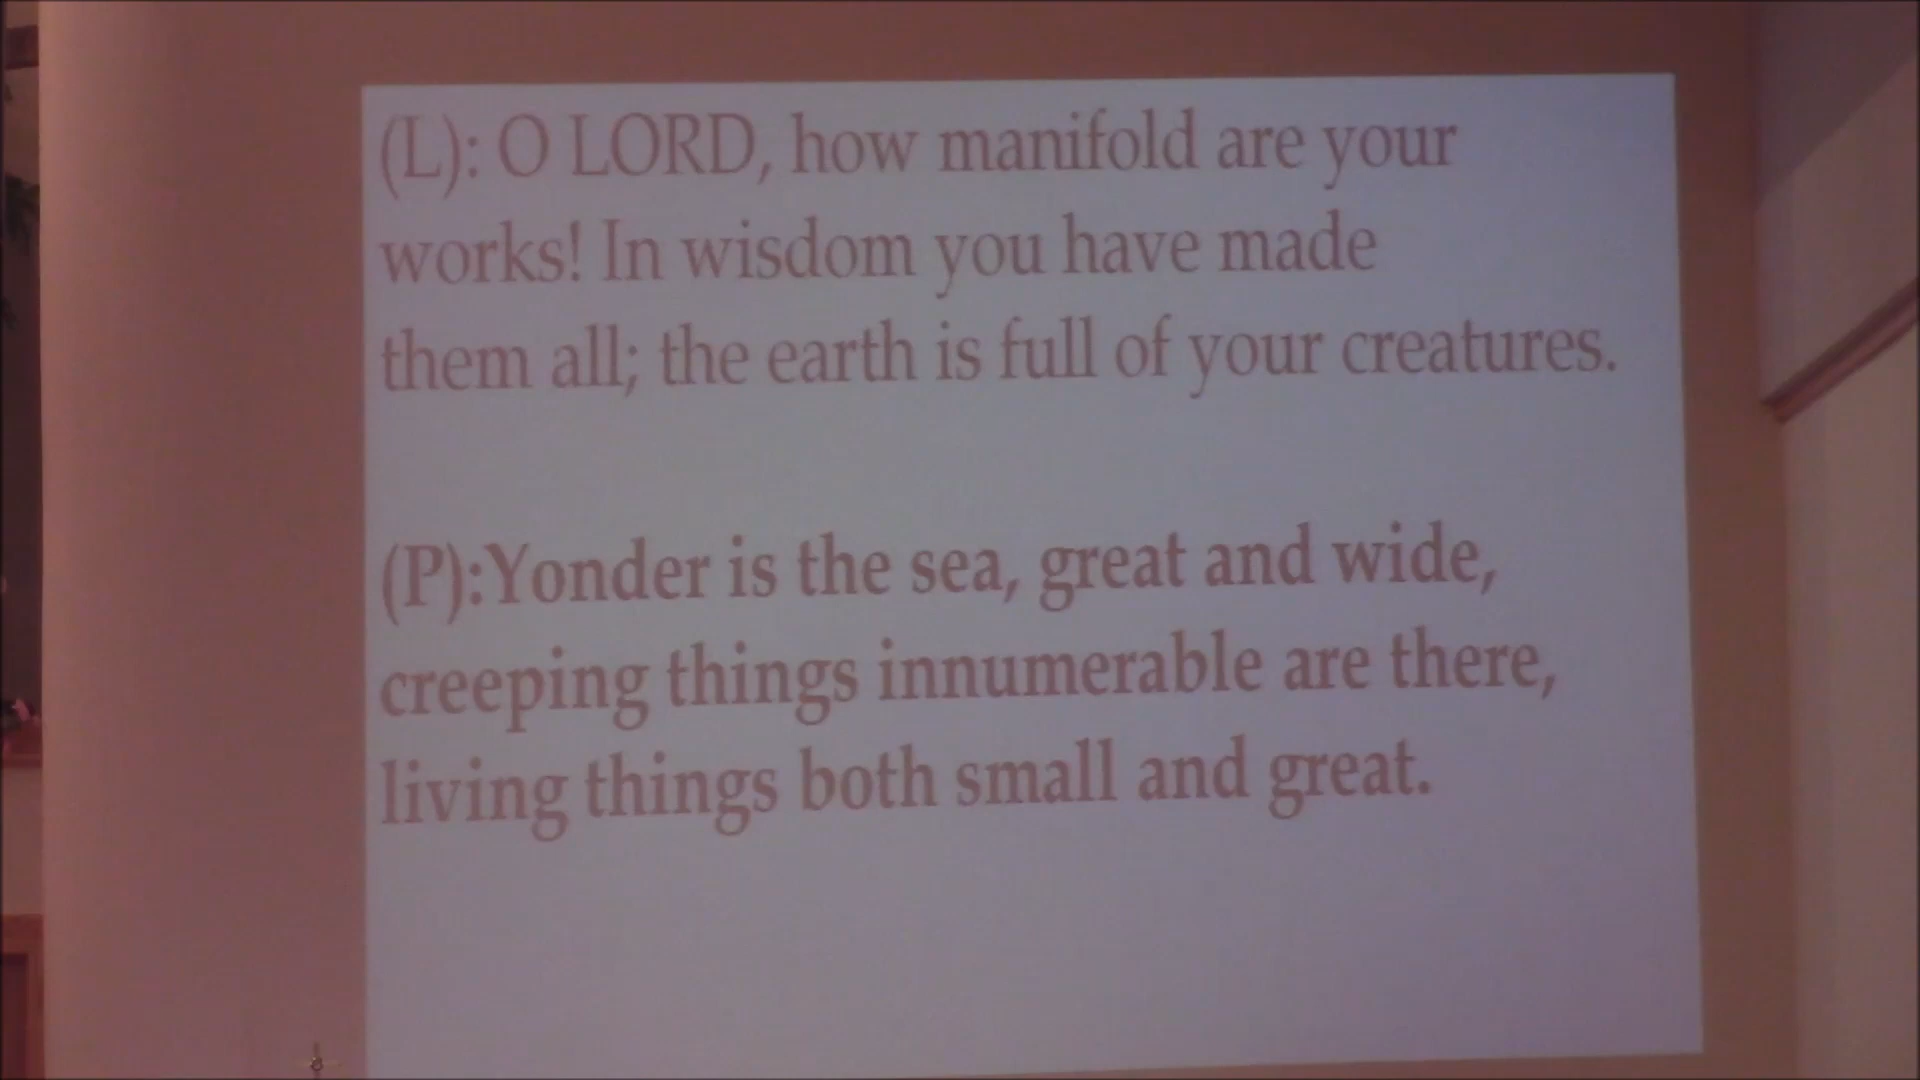 (L): O LORD, how manifold are your
works! In wisdom you have made
them all; the earth is full of your creatures.
(P):Yonder is the sea, great and wide,
creeping things innumerable are there,
living things both small and great.